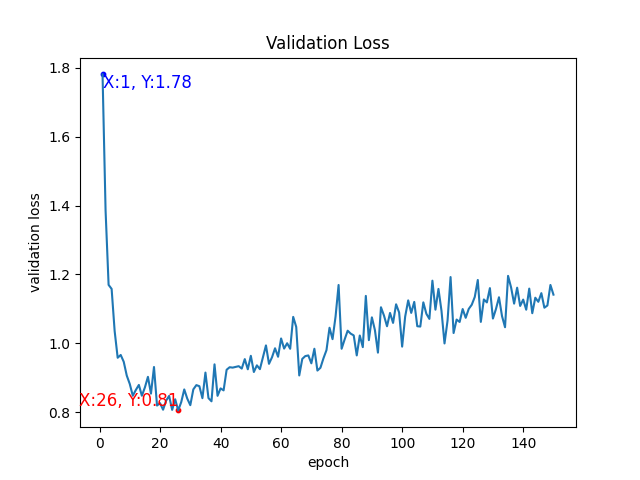 Validation Loss
1.8
X:1, Y:1.78
1.6
1.4
validation loss
1.2
1.0
X:26, Y:0.81
0.8
0 20 40 60 80 100 120 140
epoch